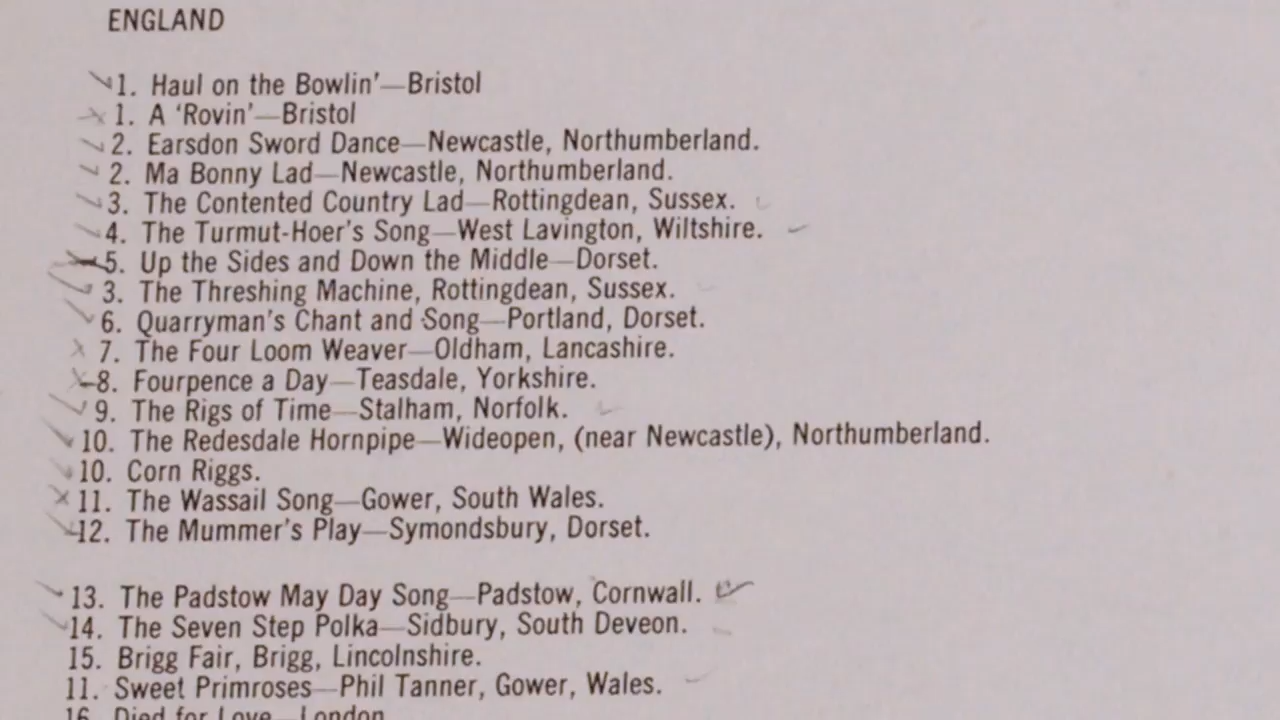 ENGLAND
1. Haul on the Bowlin'—Bristol
1. A 'Rovin'—Bristol
2. Earsdon Sword Dance—Newcastle, Northumberland.
2. Ma Bonny Lad—Newcastle, Northumberland.
3. The Contented Country Lad—Rottingdean, Sussex.
4. The Turmut-Hoer's Song—West Lavington, Wiltshire.
5. Up the Sides and Down the Middle—Dorset.
3. The Threshing Machine, Rottingdean, Sussex.
6. Quarryman's Chant and Song—Portland, Dorset.
7. The Four Loom Weaver—Oldham, Lancashire.
8. Fourpence a Day—Teasdale, Yorkshire.
9. The Rigs of Time—Stalham, Norfolk.
10. The Redesdale Hornpipe—Wideopen, (near Newcastle), Northumberland.
10. Corn Riggs.
11. The Wassail Song—Gower, South Wales.
12. The Mummer's Play—Symondsbury, Dorset.
13. The Padstow May Day Song—Padstow, Cornwall.
14. The Seven Step Polka—Sidbury, South Deveon.
15. Brigg Fair, Brigg, Lincolnshire.
11. Sweet Primroses—Phil Tanner, Gower, Wales.
16. Died for Love—London